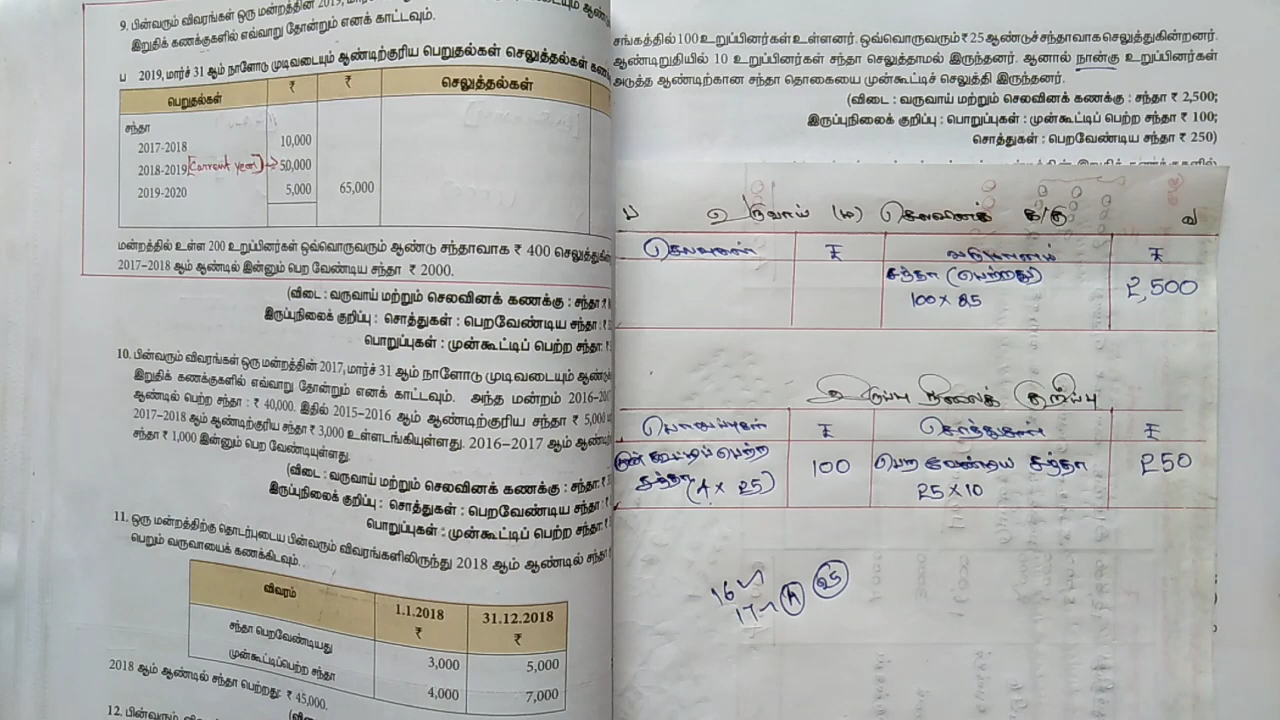 9. பின்வரும் விவரங்கள் ஒரு மன்றத்தின் 2019, மார்ச்
இறுதிக் கணக்குகளில் எவ்வாறு தோன்றும் எனக் காட்டவும்.
ப 2019, மார்ச் 31 ஆம் நாளோடு முடிவடையும் ஆண்டிற்குரிய பெறுதல்கள் செலுத்தல்கள்
பெறுதல்கள் ₹ ₹ செலுத்தல்கள்
சந்தா
2017-2018 10,000
2018-2019 [Current year] → 50,000
2019-2020 5,000 65,000
மன்றத்தில் உள்ள 200 உறுப்பினர்கள் ஒவ்வொருவரும் ஆண்டு சந்தாவாக ₹ 400
2017-2018 ஆம் ஆண்டில் இன்னும் பெற வேண்டிய சந்தா ₹ 2000.
(விடை : வருவாய் மற்றும் செலவினக் கணக்கு : சந்தா :
இருப்புநிலைக் குறிப்பு : சொத்துகள் : பெறவேண்டிய சந்தா :
பொறுப்புகள் : முன்கூட்டிப் பெற்ற சந்தா:
10. பின்வரும் விவரங்கள் ஒரு மன்றத்தின் 2017, மார்ச் 31 ஆம் நாளோடு முடிவடையும்
இறுதிக் கணக்குகளில் எவ்வாறு தோன்றும் எனக் காட்டவும். அந்த மன்றம்
ஆண்டில் பெற்ற சந்தா : ₹ 40,000. இதில் 2015-2016 ஆம் ஆண்டிற்குரிய சந்தா ₹ 5,000
2017-2018 ஆம் ஆண்டிற்குரிய சந்தா ₹ 3,000 உள்ளடங்கியுள்ளது. 2016-2017 ஆம்
சந்தா ₹ 1,000 இன்னும் பெற வேண்டியுள்ளது.
(விடை : வருவாய் மற்றும் செலவினக் கணக்கு : சந்தா: ₹
இருப்புநிலைக் குறிப்பு : சொத்துகள் : பெறவேண்டிய சந்தா: ₹
பொறுப்புகள் : முன்கூட்டிப் பெற்ற சந்தா: ₹
11. ஒரு மன்றத்திற்கு தொடர்புடைய பின்வரும் விவரங்களிலிருந்து 2018 ஆம் ஆண்டில் சந்தா
பெறும் வருவாயைக் கணக்கிடவும்.
விவரம் 1.1.2018 ₹ 31.12.2018 ₹
சந்தா பெறவேண்டியது 3,000 5,000
முன்கூட்டிப்பெற்ற சந்தா 4,000 7,000
2018 ஆம் ஆண்டில் சந்தா பெற்றது: ₹ 45,000.
12. பின்வரும்
சங்கத்தில் 100 உறுப்பினர்கள் உள்ளனர். ஒவ்வொருவரும் ₹ 25 ஆண்டுச் சந்தாவாக செலுத்துகின்றனர்.
ஆண்டிறுதியில் 10 உறுப்பினர்கள் சந்தா செலுத்தாமல் இருந்தனர். ஆனால் நான்கு உறுப்பினர்கள்
அடுத்த ஆண்டிற்கான சந்தா தொகையை முன்கூட்டிச் செலுத்தி இருந்தனர்.
(விடை : வருவாய் மற்றும் செலவினக் கணக்கு : சந்தா ₹ 2,500;
இருப்புநிலைக் குறிப்பு : பொறுப்புகள் : முன்கூட்டிப் பெற்ற சந்தா ₹ 100;
சொத்துகள் : பெறவேண்டிய சந்தா ₹ 250)
ப வருவாய் (ம) செலவினக் க/கு வ
செலவுகள் ₹ வருமானம் ₹
சந்தா (பெற்றது)
100 x 25 2,500
இருப்பு நிலைக் குறிப்பு
பொறுப்புகள் ₹ சொத்துகள் ₹
முன் கூட்டிப் பெற்ற 100 பெற வேண்டிய சந்தா 250
சந்தா (4 x 25) 25 x 10
16
17 4 25